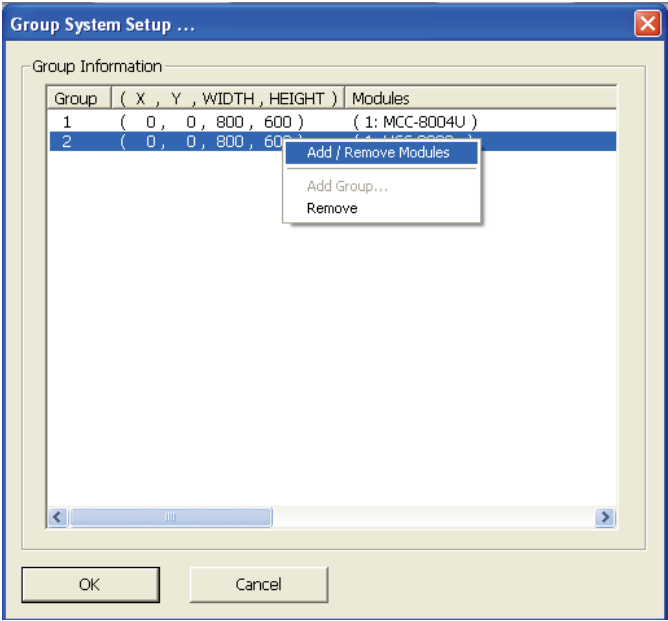 Group System Setup ...
Group Information
Group ( X , Y , WIDTH , HEIGHT ) Modules
1 ( 0 , 0 , 800 , 600 ) ( 1: MCC-8004U )
2 ( 0 , 0 , 800 ,
Add / Remove Modules
Add Group...
Remove
OK Cancel